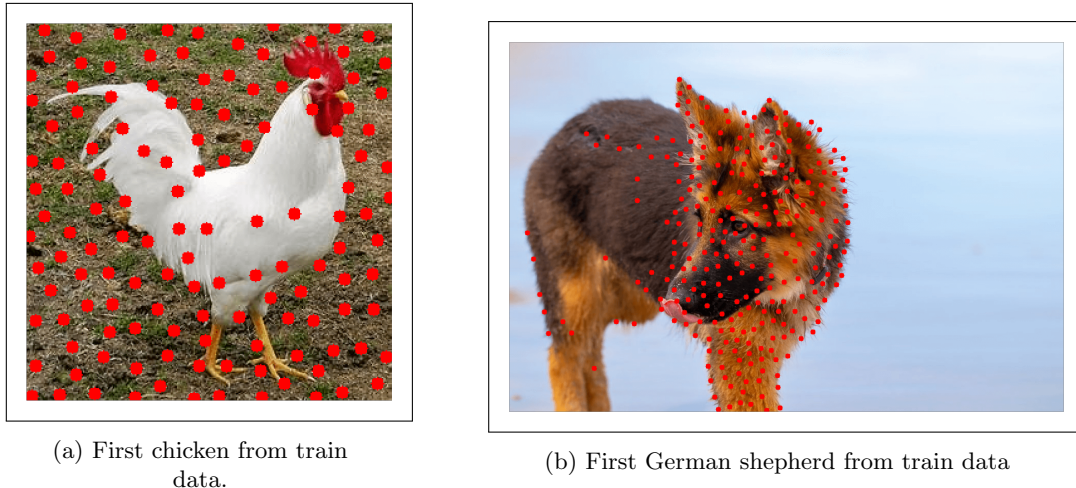 (a) First chicken from train
data.
(b) First German shepherd from train data